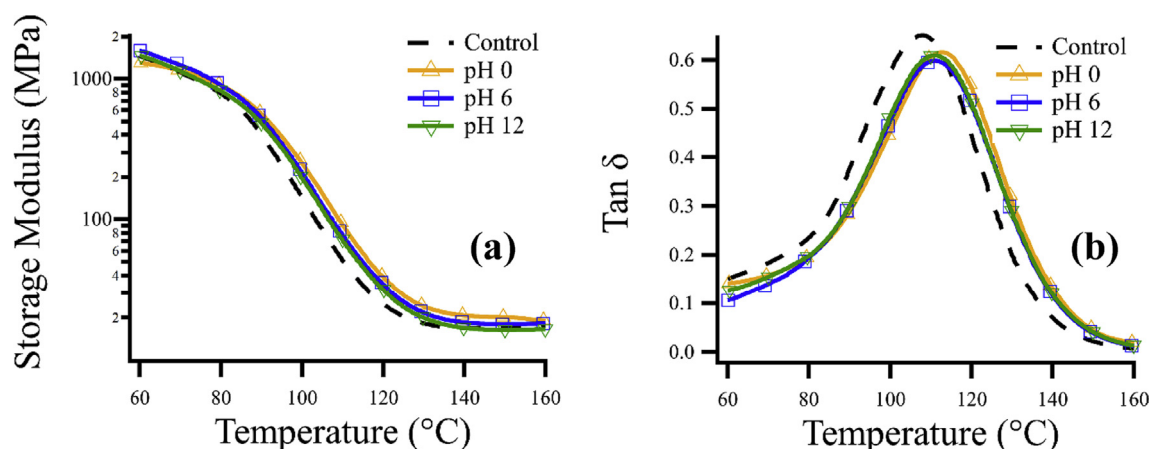 Storage Modulus (MPa)
2
1000
8
6
4
2
100
8
6
4
2
60 80 100 120 140 160
Temperature (°C)
Control
pH 0
pH 6
pH 12
(a)
Tan δ
0.6
0.5
0.4
0.3
0.2
0.1
0.0
60 80 100 120 140 160
Temperature (°C)
Control
pH 0
pH 6
pH 12
(b)